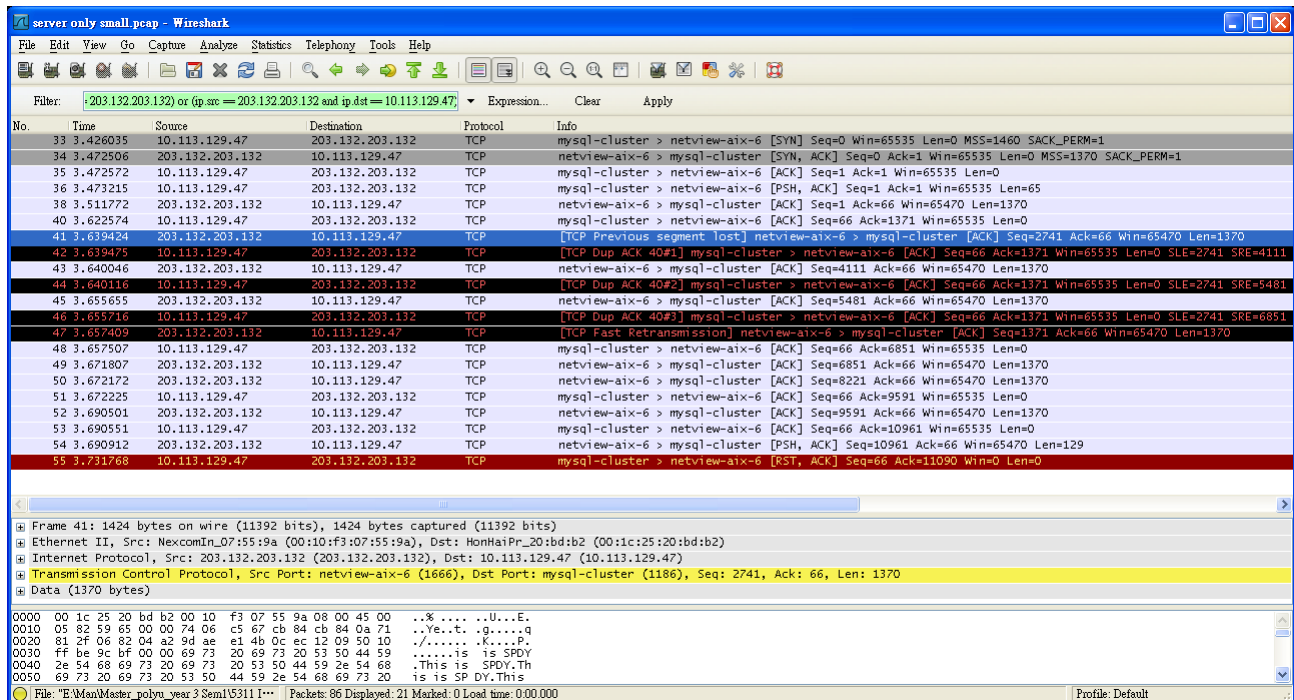 server only small.pcap - Wireshark
File Edit View Go Capture Analyze Statistics Telephony Tools Help
Filter: = 203.132.203.132) or (ip.src == 203.132.203.132 and ip.dst == 10.113.129.47) Expression... Clear Apply
No. Time Source Destination Protocol Info
33 3.426035 10.113.129.47 203.132.203.132 TCP mysql-cluster > netview-aix-6 [SYN] Seq=0 Win=65535 Len=0 MSS=1460 SACK_PERM=1
34 3.472506 203.132.203.132 10.113.129.47 TCP netview-aix-6 > mysql-cluster [SYN, ACK] Seq=0 Ack=1 Win=65535 Len=0 MSS=1370 SACK_PERM=1
35 3.472572 10.113.129.47 203.132.203.132 TCP mysql-cluster > netview-aix-6 [ACK] Seq=1 Ack=1 Win=65535 Len=0
36 3.473215 10.113.129.47 203.132.203.132 TCP mysql-cluster > netview-aix-6 [PSH, ACK] Seq=1 Ack=1 Win=65535 Len=65
38 3.511772 203.132.203.132 10.113.129.47 TCP netview-aix-6 > mysql-cluster [ACK] Seq=1 Ack=66 Win=65470 Len=1370
40 3.622574 10.113.129.47 203.132.203.132 TCP mysql-cluster > netview-aix-6 [ACK] Seq=66 Ack=1371 Win=65535 Len=0
41 3.639424 203.132.203.132 10.113.129.47 TCP [TCP Previous segment lost] netview-aix-6 > mysql-cluster [ACK] Seq=2741 Ack=66 Win=65470 Len=1370
42 3.639475 10.113.129.47 203.132.203.132 TCP [TCP Dup ACK 40#1] mysql-cluster > netview-aix-6 [ACK] Seq=66 Ack=1371 Win=65535 Len=0 SLE=2741 SRE=4111
43 3.640046 203.132.203.132 10.113.129.47 TCP netview-aix-6 > mysql-cluster [ACK] Seq=4111 Ack=66 Win=65470 Len=1370
44 3.640116 10.113.129.47 203.132.203.132 TCP [TCP Dup ACK 40#2] mysql-cluster > netview-aix-6 [ACK] Seq=66 Ack=1371 Win=65535 Len=0 SLE=2741 SRE=5481
45 3.655655 203.132.203.132 10.113.129.47 TCP netview-aix-6 > mysql-cluster [ACK] Seq=5481 Ack=66 Win=65470 Len=1370
46 3.655716 10.113.129.47 203.132.203.132 TCP [TCP Dup ACK 40#3] mysql-cluster > netview-aix-6 [ACK] Seq=66 Ack=1371 Win=65535 Len=0 SLE=2741 SRE=6851
47 3.657409 203.132.203.132 10.113.129.47 TCP [TCP Fast Retransmission] netview-aix-6 > mysql-cluster [ACK] Seq=1371 Ack=66 Win=65470 Len=1370
48 3.657507 10.113.129.47 203.132.203.132 TCP mysql-cluster > netview-aix-6 [ACK] Seq=66 Ack=6851 Win=65535 Len=0
49 3.671807 203.132.203.132 10.113.129.47 TCP netview-aix-6 > mysql-cluster [ACK] Seq=6851 Ack=66 Win=65470 Len=1370
50 3.672172 203.132.203.132 10.113.129.47 TCP netview-aix-6 > mysql-cluster [ACK] Seq=8221 Ack=66 Win=65470 Len=1370
51 3.672225 10.113.129.47 203.132.203.132 TCP mysql-cluster > netview-aix-6 [ACK] Seq=66 Ack=9591 Win=65535 Len=0
52 3.690501 203.132.203.132 10.113.129.47 TCP netview-aix-6 > mysql-cluster [ACK] Seq=9591 Ack=66 Win=65470 Len=1370
53 3.690551 10.113.129.47 203.132.203.132 TCP mysql-cluster > netview-aix-6 [ACK] Seq=66 Ack=10961 Win=65535 Len=0
54 3.690912 203.132.203.132 10.113.129.47 TCP netview-aix-6 > mysql-cluster [PSH, ACK] Seq=10961 Ack=66 Win=65470 Len=129
55 3.731768 10.113.129.47 203.132.203.132 TCP mysql-cluster > netview-aix-6 [RST, ACK] Seq=66 Ack=11090 Win=0 Len=0
Frame 41: 1424 bytes on wire (11392 bits), 1424 bytes captured (11392 bits)
Ethernet II, Src: NexcomIn_07:55:9a (00:10:f3:07:55:9a), Dst: HonHaiPr_20:bd:b2 (00:1c:25:20:bd:b2)
Internet Protocol, Src: 203.132.203.132 (203.132.203.132), Dst: 10.113.129.47 (10.113.129.47)
Transmission Control Protocol, Src Port: netview-aix-6 (1666), Dst Port: mysql-cluster (1186), Seq: 2741, Ack: 66, Len: 1370
Data (1370 bytes)
0000 00 1c 25 20 bd b2 00 10 f3 07 55 9a 08 00 45 00 ..% .... ..U...E.
0010 05 82 59 65 00 00 74 06 c5 67 cb 84 cb 84 0a 71 ..Ye..t. .g.....q
0020 81 2f 06 82 04 a2 9d ae e1 4b 0c ec 12 09 50 10 ./...... .K....P.
0030 ff be 9c bf 00 00 69 73 20 69 73 20 53 50 44 59 ......is  is SPDY
0040 2e 54 68 69 73 20 69 73 20 53 50 44 59 2e 54 68 .This is  SPDY.Th
0050 69 73 20 69 73 20 53 50 44 59 2e 54 68 69 73 20 is is SP DY.This
File: "E:\Man\Master_polyu_year 3 Sem1\5311 I... Packets: 86 Displayed: 21 Marked: 0 Load time: 0:00.000 Profile: Default